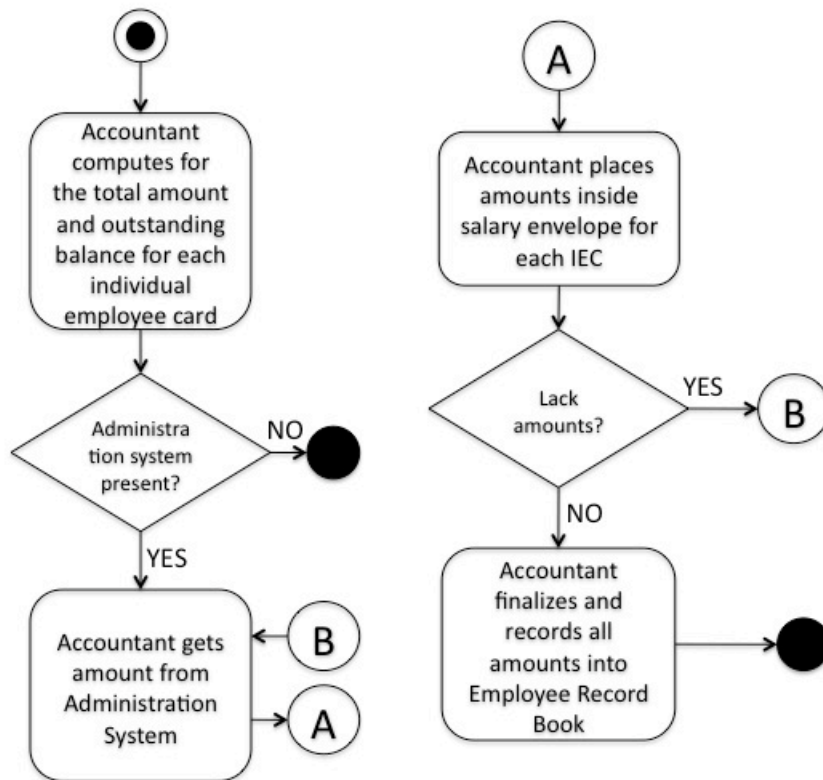 Accountant
computes for
the total amount
and outstanding
balance for each
individual
employee card
Administra
tion system
present?
NO
YES
Accountant gets
amount from
Administration
System
B
A
A
Accountant places
amounts inside
salary envelope for
each IEC
Lack
amounts?
YES
B
NO
Accountant
finalizes and
records all
amounts into
Employee Record
Book